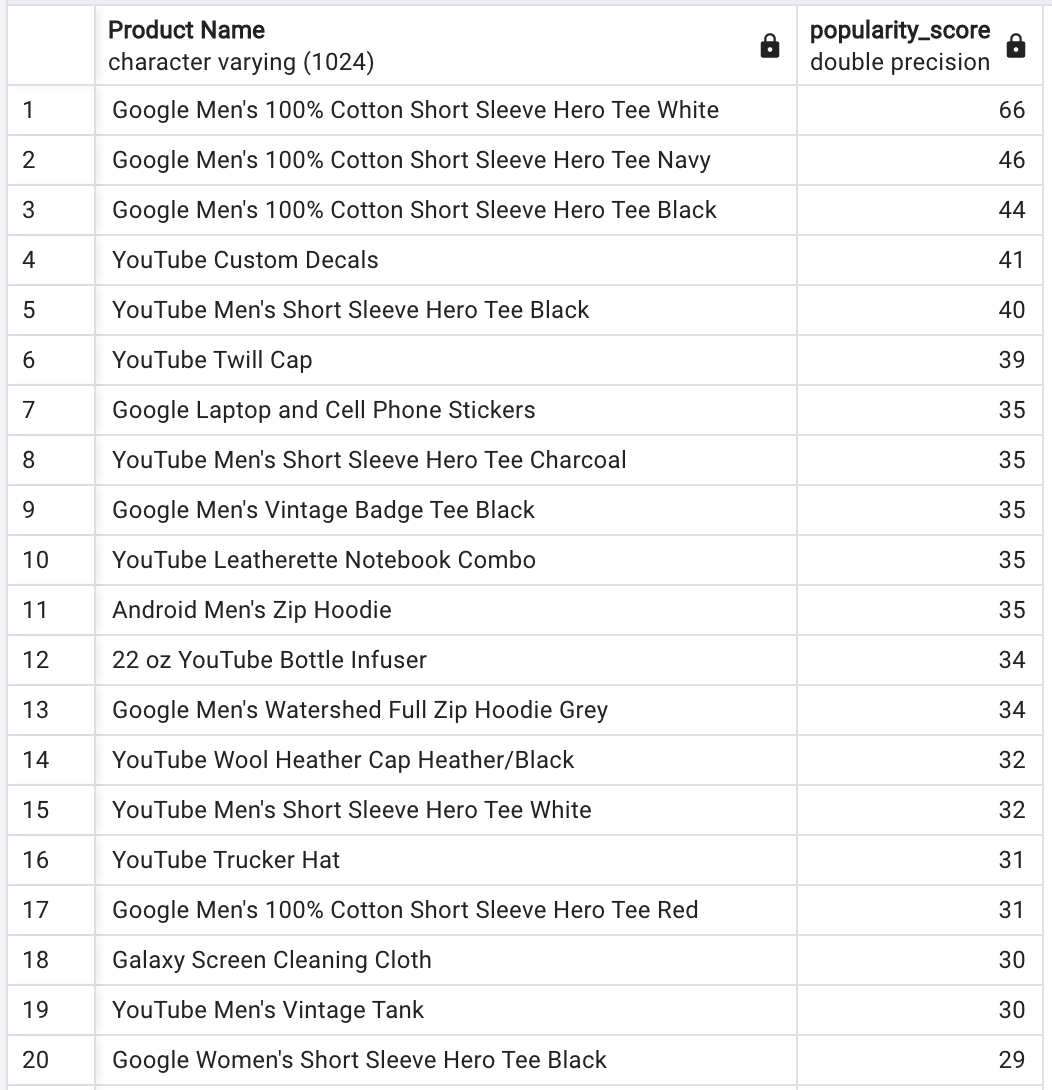 Product Name popularity_score
character varying (1024) double precision
1 Google Men's 100% Cotton Short Sleeve Hero Tee White 66
2 Google Men's 100% Cotton Short Sleeve Hero Tee Navy 46
3 Google Men's 100% Cotton Short Sleeve Hero Tee Black 44
4 YouTube Custom Decals 41
5 YouTube Men's Short Sleeve Hero Tee Black 40
6 YouTube Twill Cap 39
7 Google Laptop and Cell Phone Stickers 35
8 YouTube Men's Short Sleeve Hero Tee Charcoal 35
9 Google Men's Vintage Badge Tee Black 35
10 YouTube Leatherette Notebook Combo 35
11 Android Men's Zip Hoodie 35
12 22 oz YouTube Bottle Infuser 34
13 Google Men's Watershed Full Zip Hoodie Grey 34
14 YouTube Wool Heather Cap Heather/Black 32
15 YouTube Men's Short Sleeve Hero Tee White 32
16 YouTube Trucker Hat 31
17 Google Men's 100% Cotton Short Sleeve Hero Tee Red 31
18 Galaxy Screen Cleaning Cloth 30
19 YouTube Men's Vintage Tank 30
20 Google Women's Short Sleeve Hero Tee Black 29